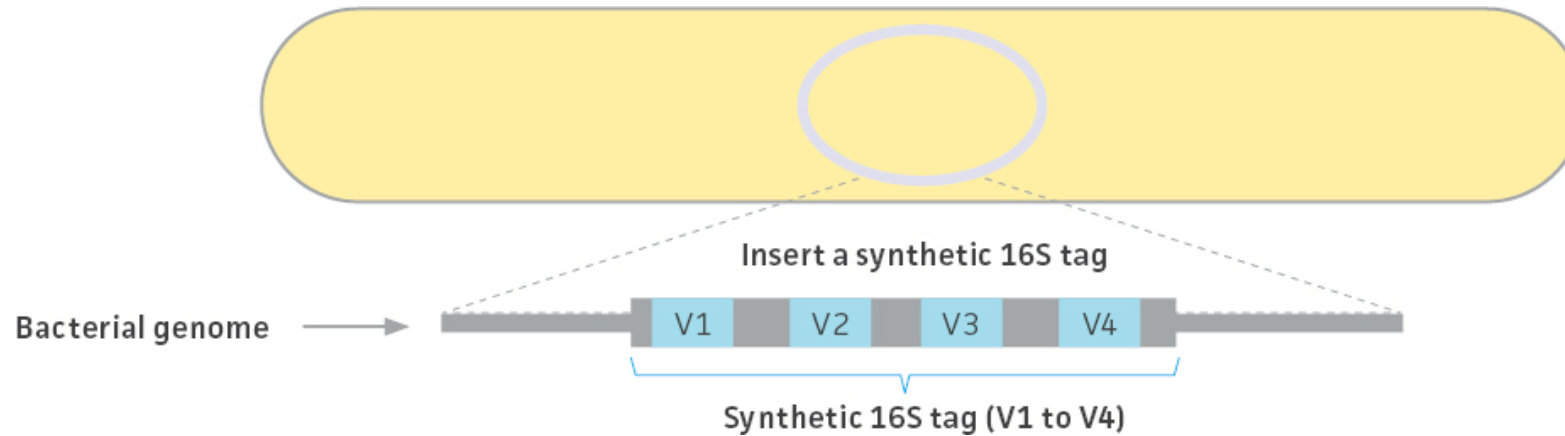 Insert a synthetic 16S tag
Bacterial genome
V1 V2 V3 V4
Synthetic 16S tag (V1 to V4)